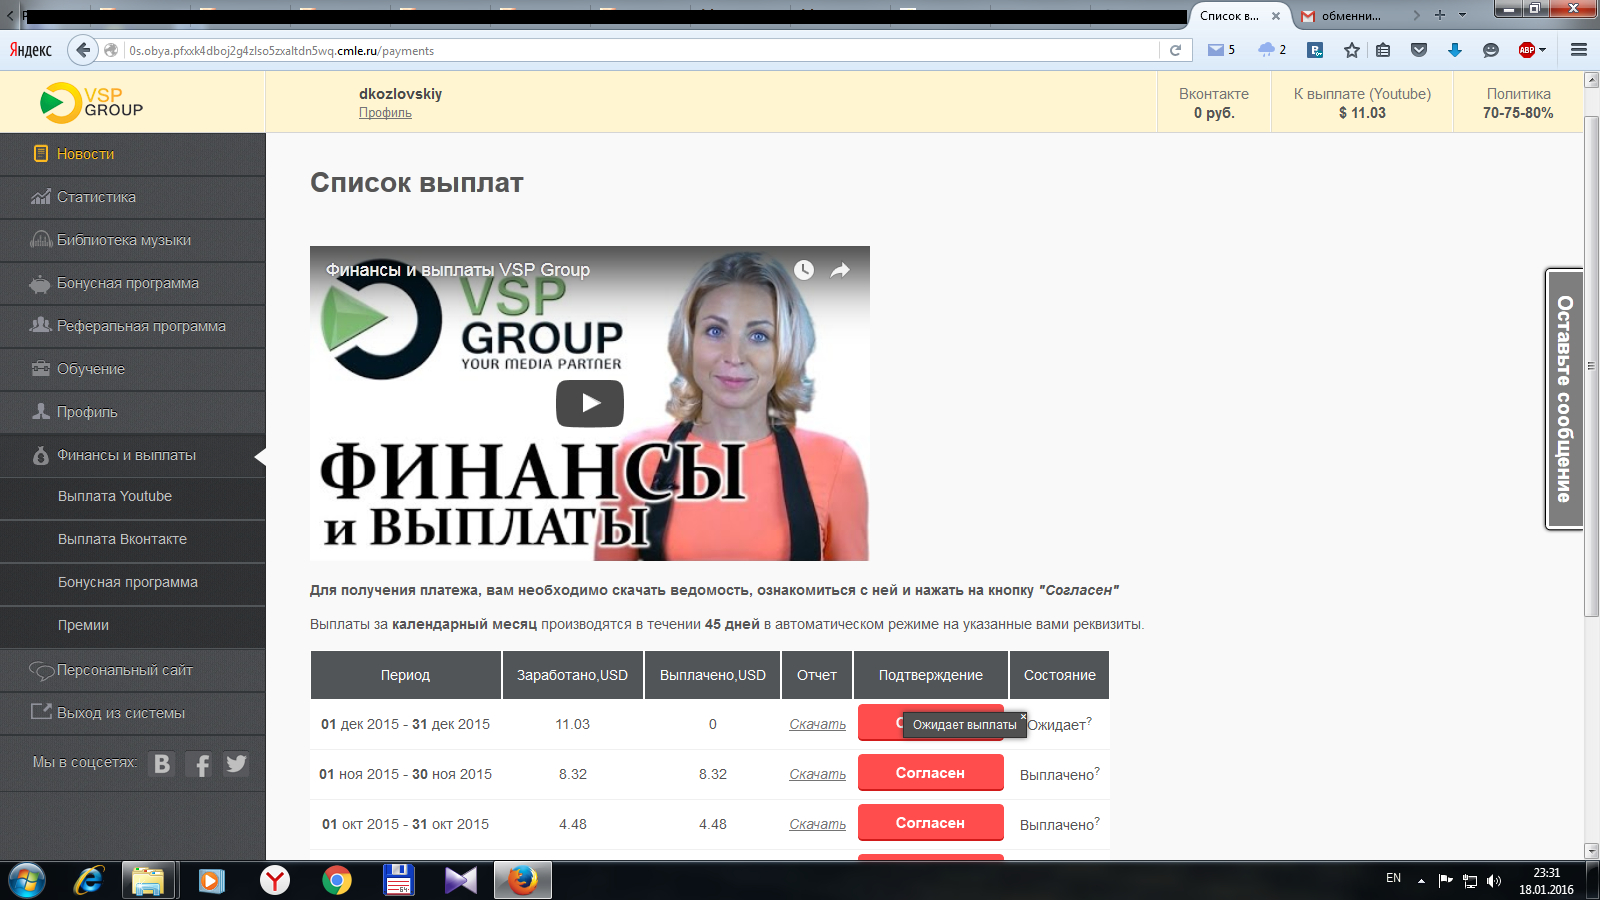 Список в...
обменни...
Яндекс
0s.obya.pfxxk4dboj2g4zlso5zxaltdn5wq.cmle.ru/payments
5
2
ABP
VSP
GROUP
dkozlovskiy
Профиль
Вконтакте
0 руб.
К выплате (Youtube)
$ 11.03
Политика
70-75-80%
Новости
Статистика
Библиотека музыки
Бонусная программа
Реферальная программа
Обучение
Профиль
Финансы и выплаты
Выплата Youtube
Выплата Вконтакте
Бонусная программа
Премии
Персональный сайт
Выход из системы
Мы в соцсетях:
Список выплат
Финансы и выплаты VSP Group
VSP
GROUP
YOUR MEDIA PARTNER
ФИНАНСЫ
и ВЫПЛАТЫ
Оставьте сообщение
Для получения платежа, вам необходимо скачать ведомость, ознакомиться с ней и нажать на кнопку "Согласен"
Выплаты за календарный месяц производятся в течении 45 дней в автоматическом режиме на указанные вами реквизиты.
Период Заработано,USD Выплачено,USD Отчет Подтверждение Состояние
01 дек 2015 - 31 дек 2015 11.03 0 Скачать Ожидает выплаты Ожидает?
01 ноя 2015 - 30 ноя 2015 8.32 8.32 Скачать Согласен Выплачено?
01 окт 2015 - 31 окт 2015 4.48 4.48 Скачать Согласен Выплачено?
EN
23:31
18.01.2016